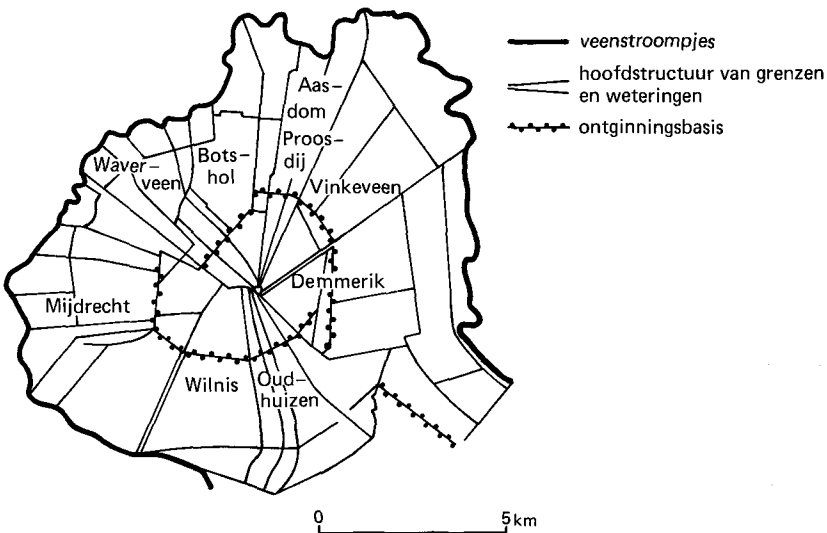 veenstroompjes
hoofdstructuur van grenzen
en weteringen
ontginningsbasis
Aas-
dom
Proos-
dij
Bots-
hol
Waver-
veen
Vinkeveen
Demmerik
Mijdrecht
Wilnis
Oud-
huizen
0 5 km